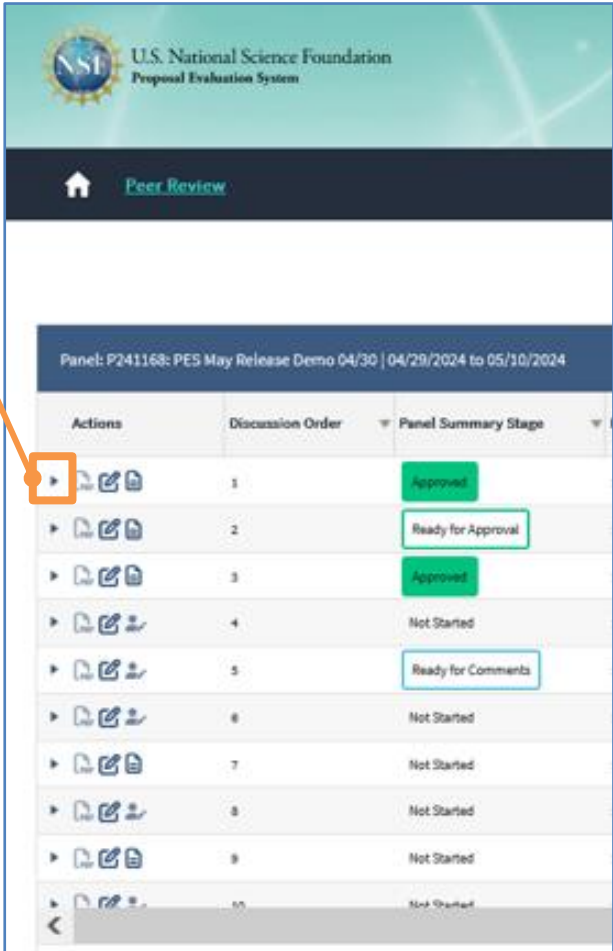 NSF
U.S. National Science Foundation
Proposal Evaluation System
Peer Review
Panel: P241168: PES May Release Demo 04/30 | 04/29/2024 to 05/10/2024
Actions Discussion Order Panel Summary Stage
1 Approved
2 Ready for Approval
3 Approved
4 Not Started
5 Ready for Comments
6 Not Started
7 Not Started
8 Not Started
9 Not Started
10 Not Started